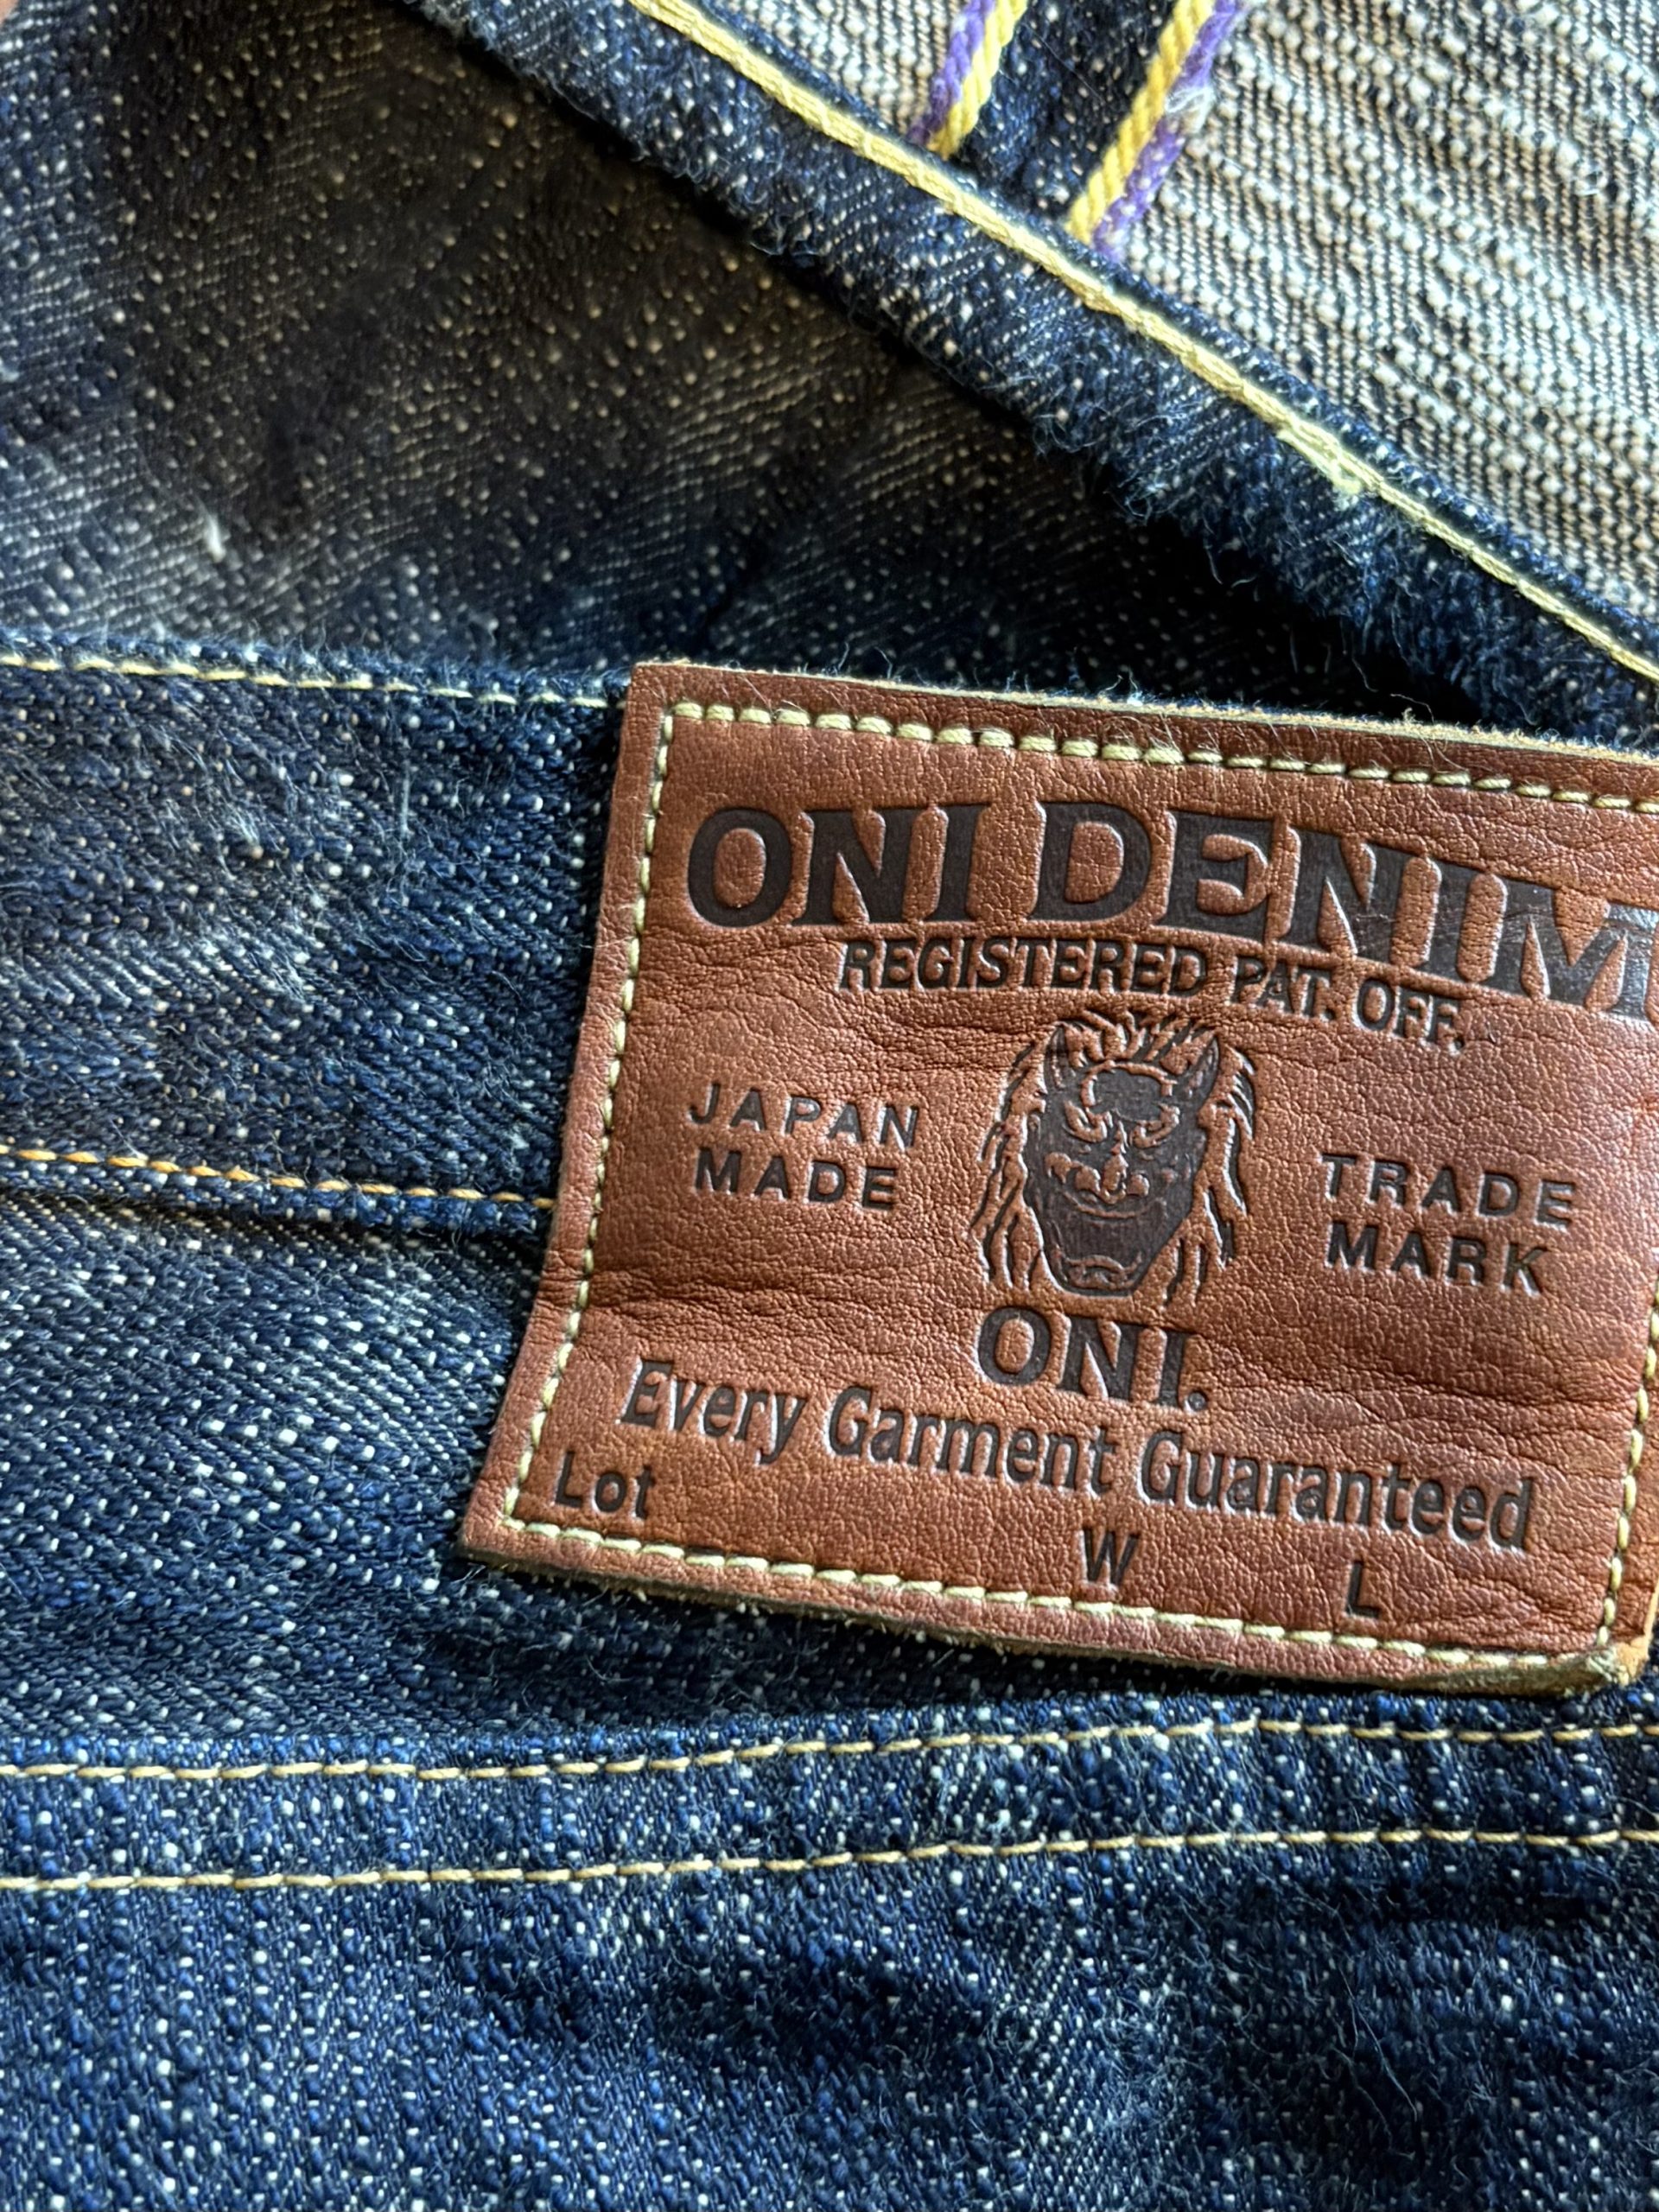 ONI DENIM
REGISTERED PAT. OFF.
JAPAN
MADE
TRADE
MARK
ONI.
Every Garment Guaranteed
Lot
W
L